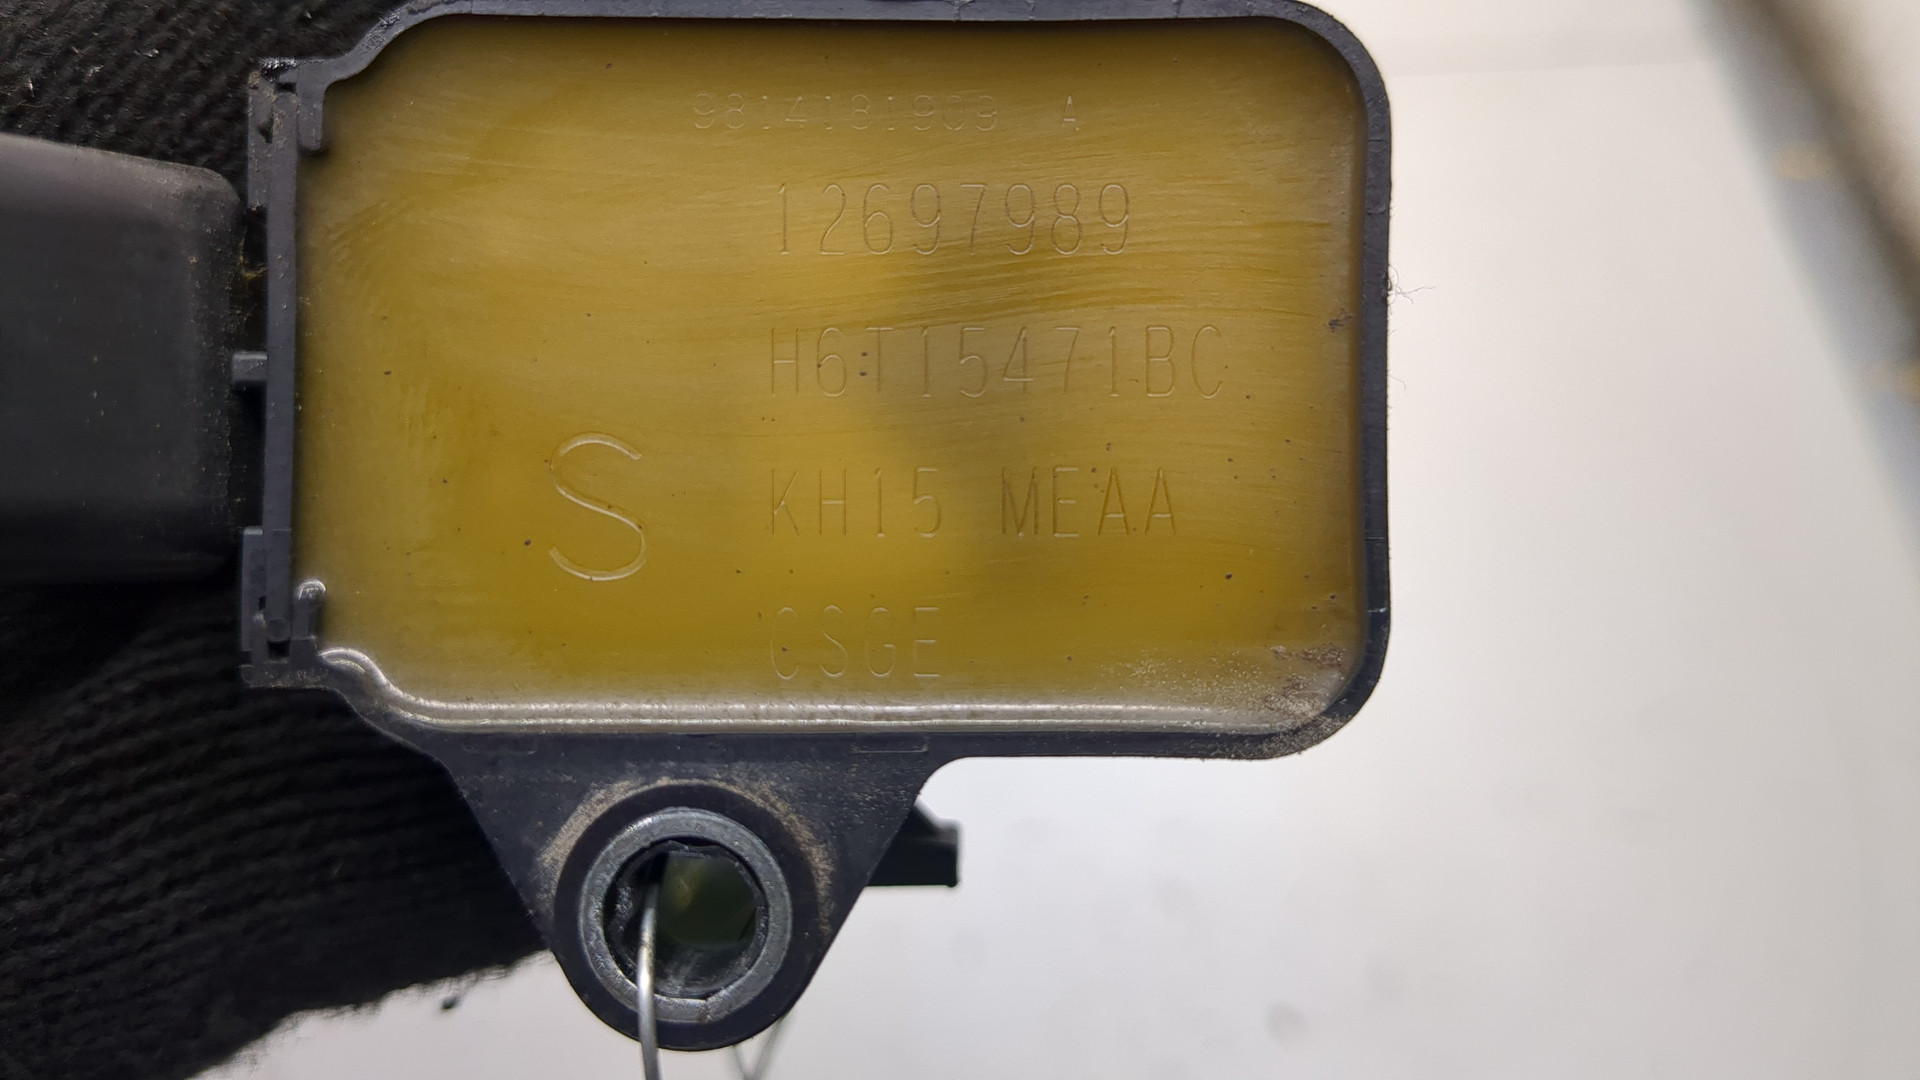 9814181909 A
12697989
H6T15471BC
S KH15 MEAA
CSGE